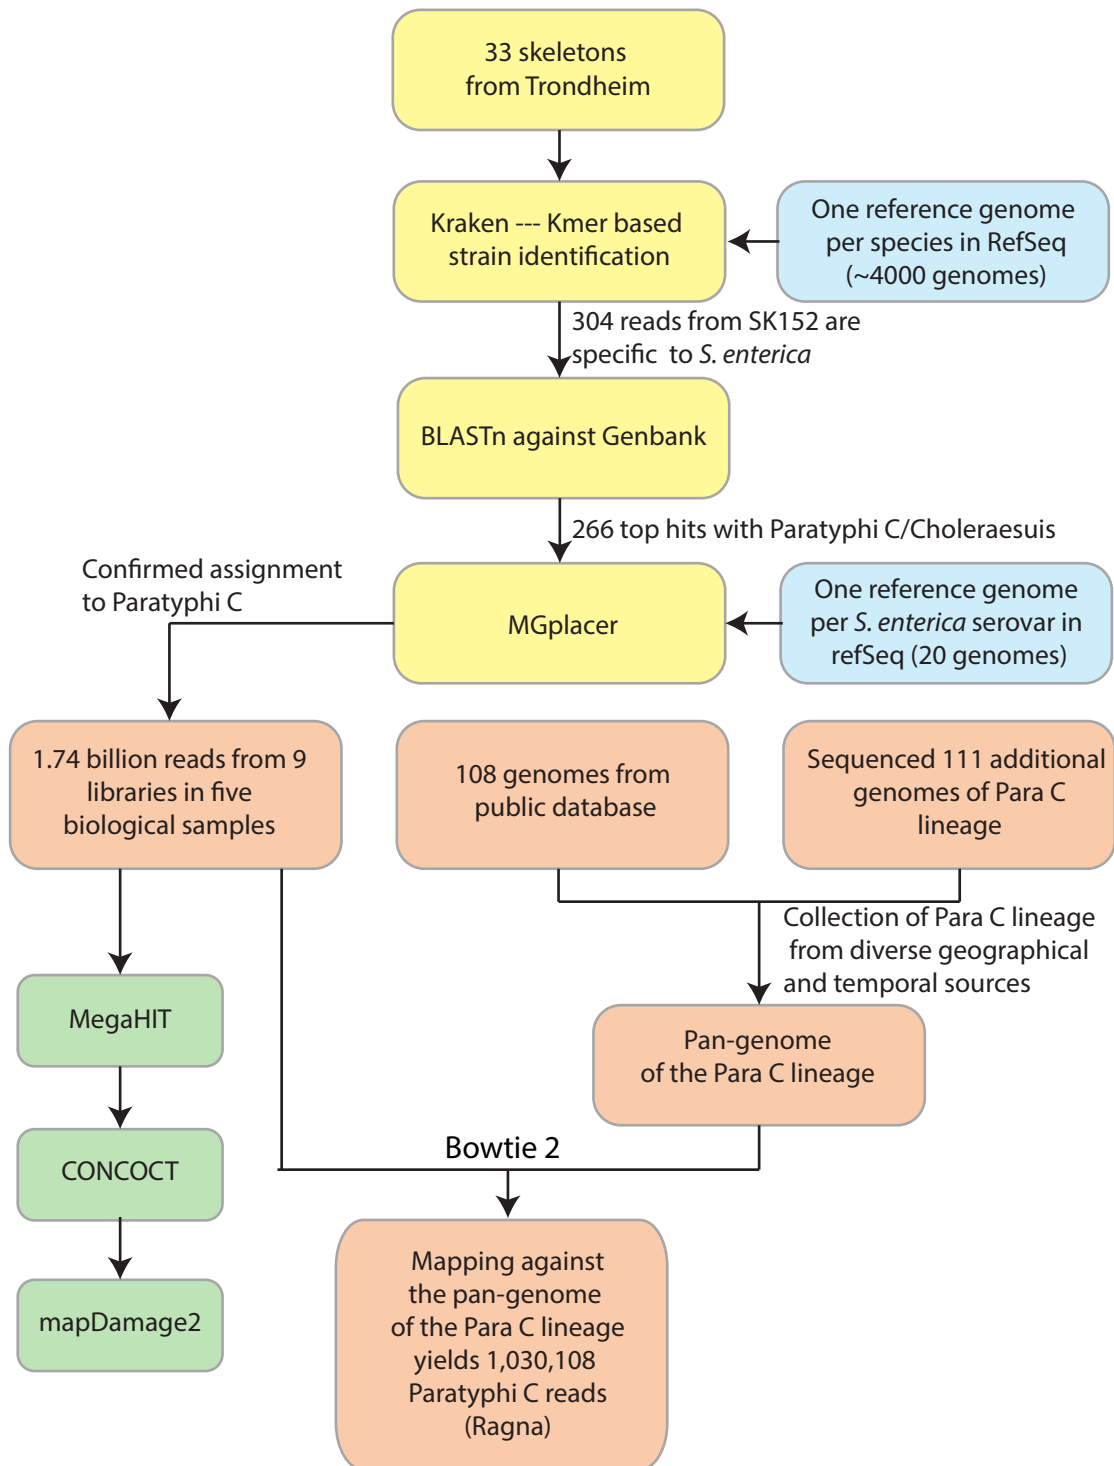 33 skeletons
from Trondheim
Kraken --- Kmer based
strain identification
One reference genome
per species in RefSeq
(~4000 genomes)
304 reads from SK152 are
specific to S. enterica
BLASTn against Genbank
266 top hits with Paratyphi C/Choleraesuis
Confirmed assignment
to Paratyphi C
MGplacer
One reference genome
per S. enterica serovar in
refSeq (20 genomes)
1.74 billion reads from 9
libraries in five
biological samples
108 genomes from
public database
Sequenced 111 additional
genomes of Para C
lineage
Collection of Para C lineage
from diverse geographical
and temporal sources
MegaHIT
Pan-genome
of the Para C lineage
CONCOCT
Bowtie 2
mapDamage2
Mapping against
the pan-genome
of the Para C lineage
yields 1,030,108
Paratyphi C reads
(Ragna)